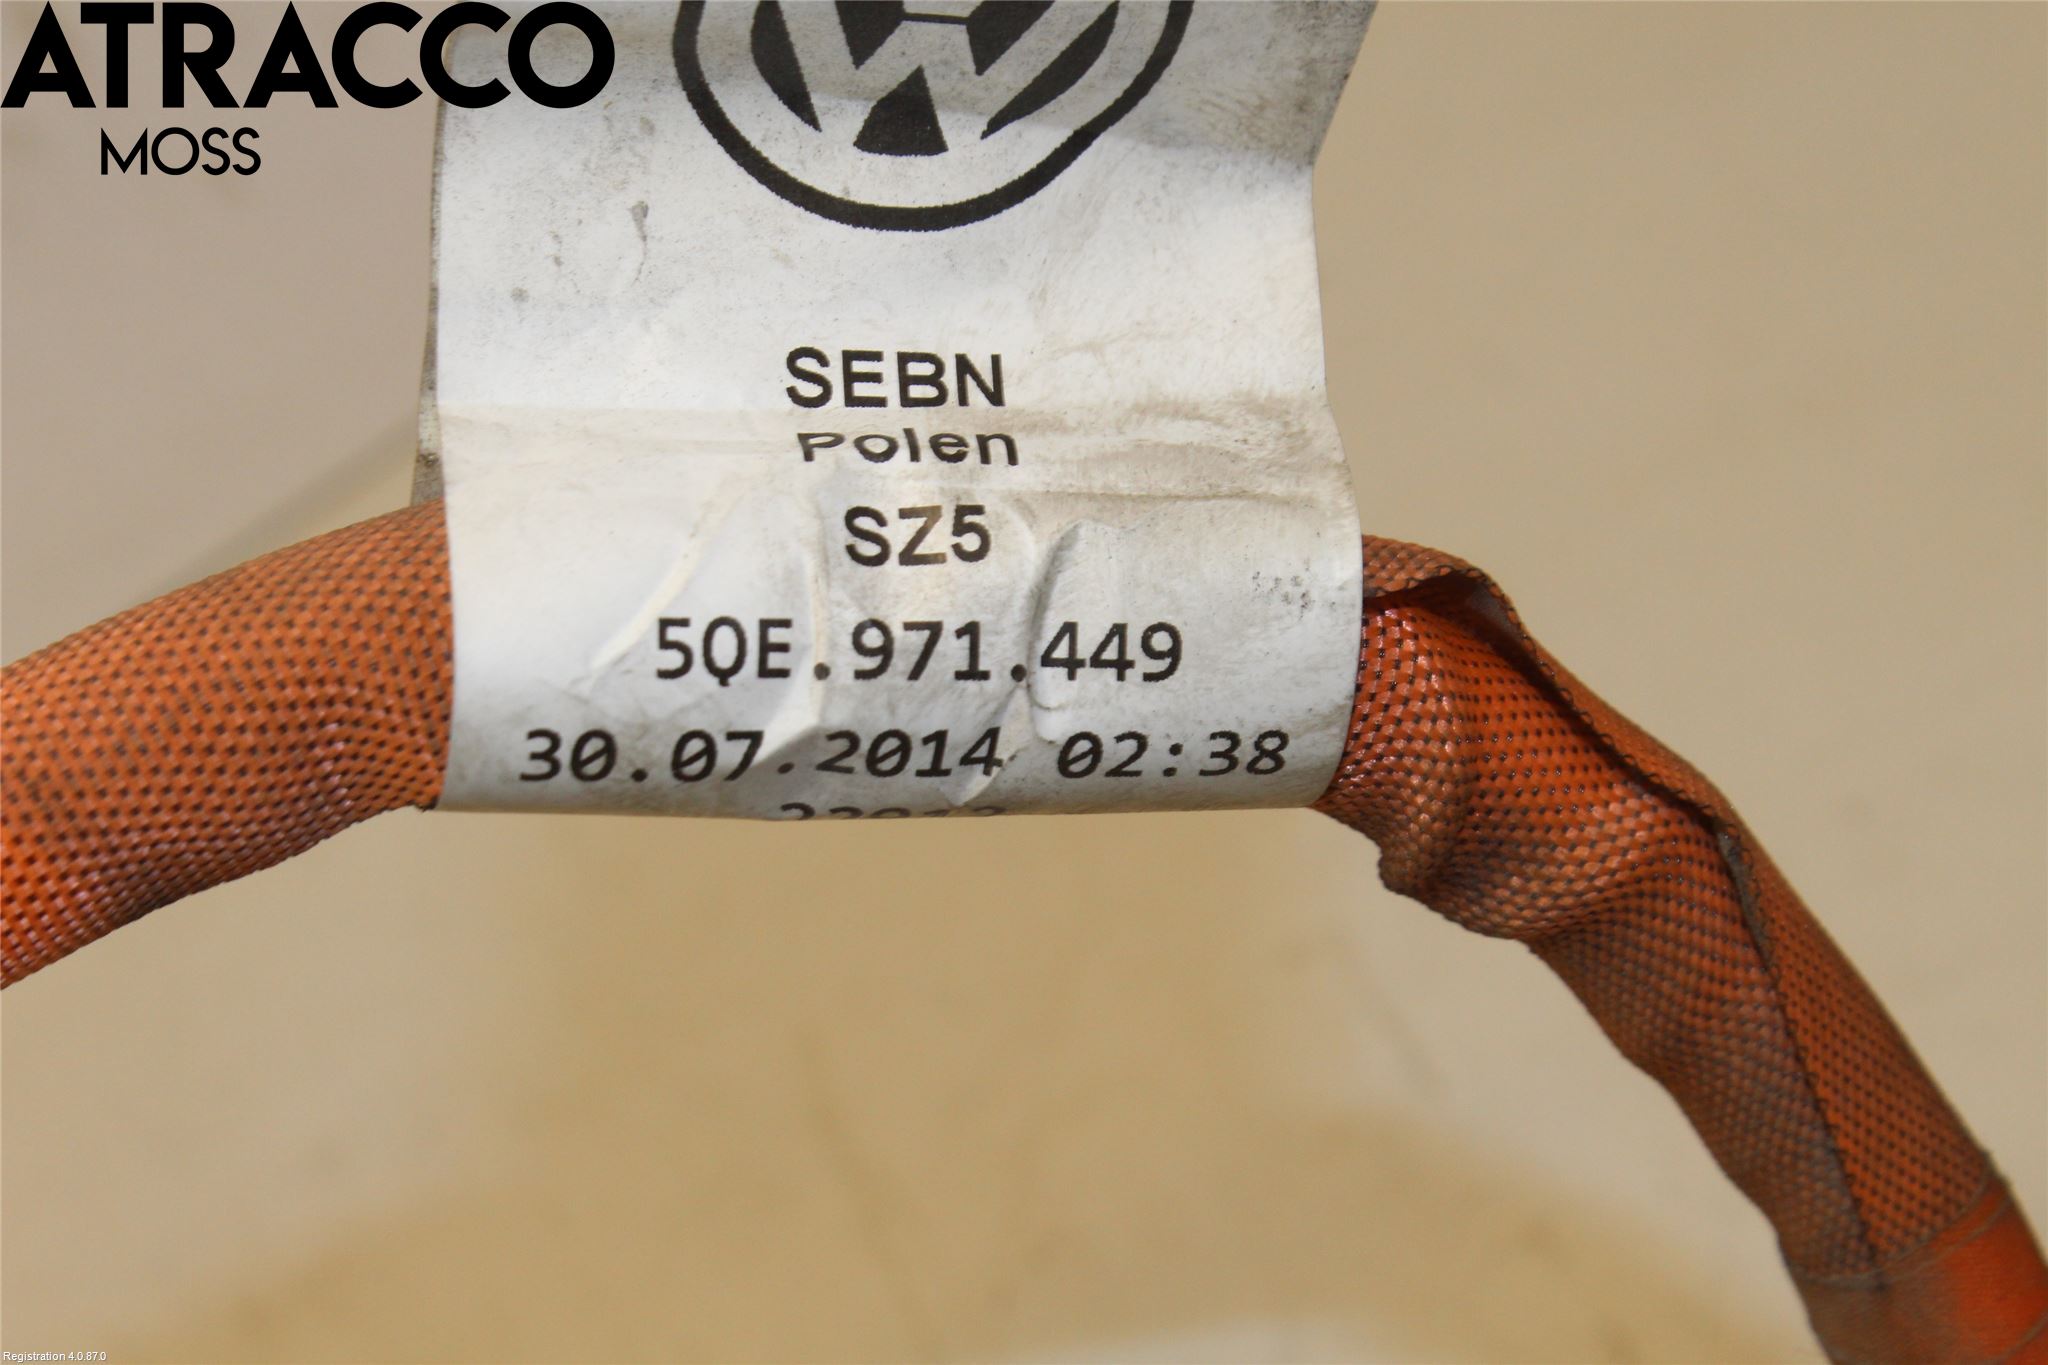 ATRACCO
MOSS
SEBN
Polen
SZ5
5QE.971.449
30.07.2014 02:38
Registration 4.0.87.0